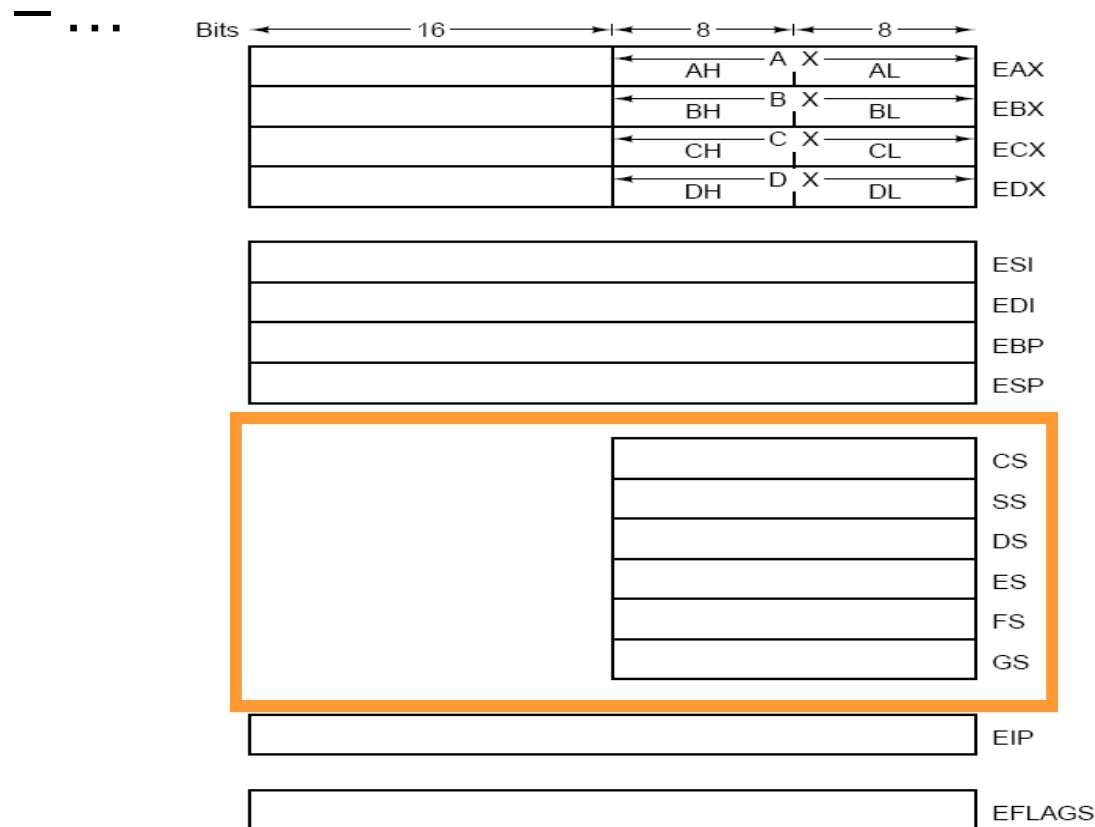 – ...
Bits 16 8 8
A X
AH AL EAX
B X
BH BL EBX
C X
CH CL ECX
D X
DH DL EDX
ESI
EDI
EBP
ESP
CS
SS
DS
ES
FS
GS
EIP
EFLAGS